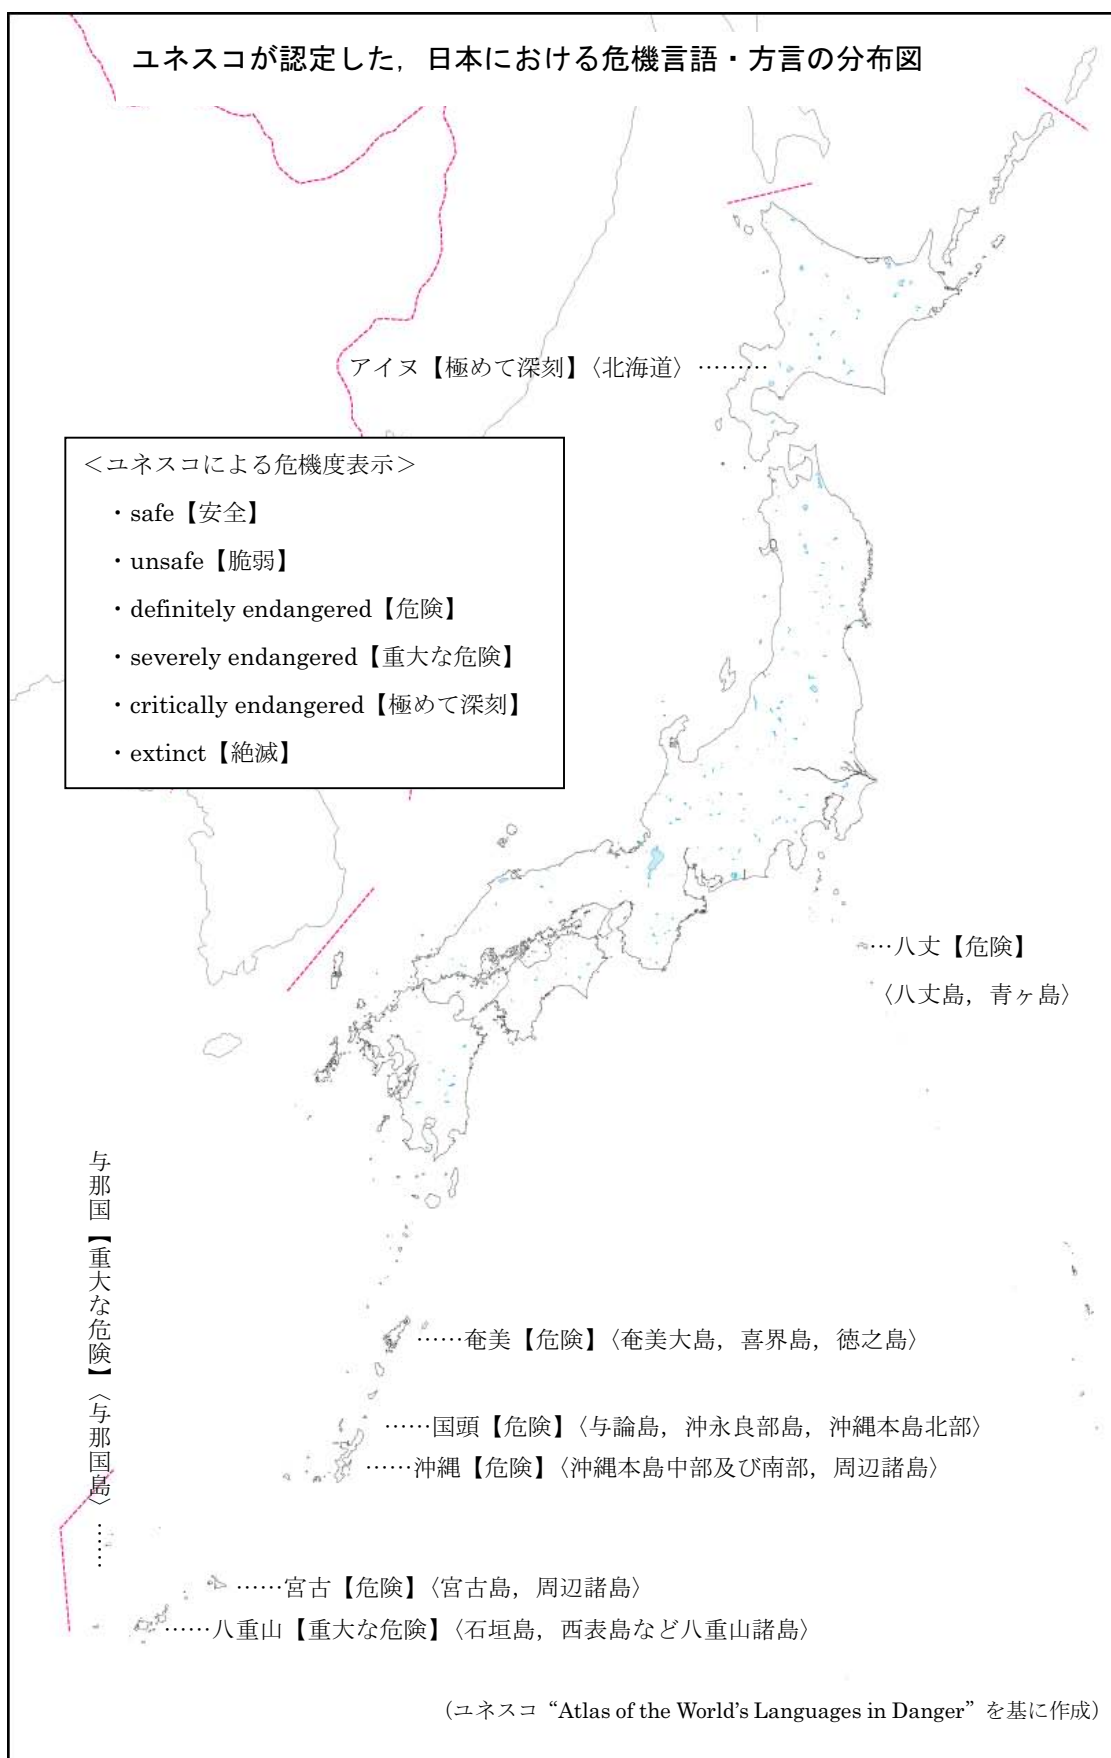 ユネスコが認定した，日本における危機言語・方言の分布図
アイヌ【極めて深刻】〈北海道〉………
＜ユネスコによる危機度表示＞
・safe【安全】
・unsafe【脆弱】
・definitely endangered【危険】
・severely endangered【重大な危険】
・critically endangered【極めて深刻】
・extinct【絶滅】
…八丈【危険】
〈八丈島，青ヶ島〉
与那国【重大な危険】〈与那国島〉……
……奄美【危険】〈奄美大島，喜界島，徳之島〉
……国頭【危険】〈与論島，沖永良部島，沖縄本島北部〉
……沖縄【危険】〈沖縄本島中部及び南部，周辺諸島〉
……宮古【危険】〈宮古島，周辺諸島〉
……八重山【重大な危険】〈石垣島，西表島など八重山諸島〉
（ユネスコ“Atlas of the World's Languages in Danger”を基に作成）